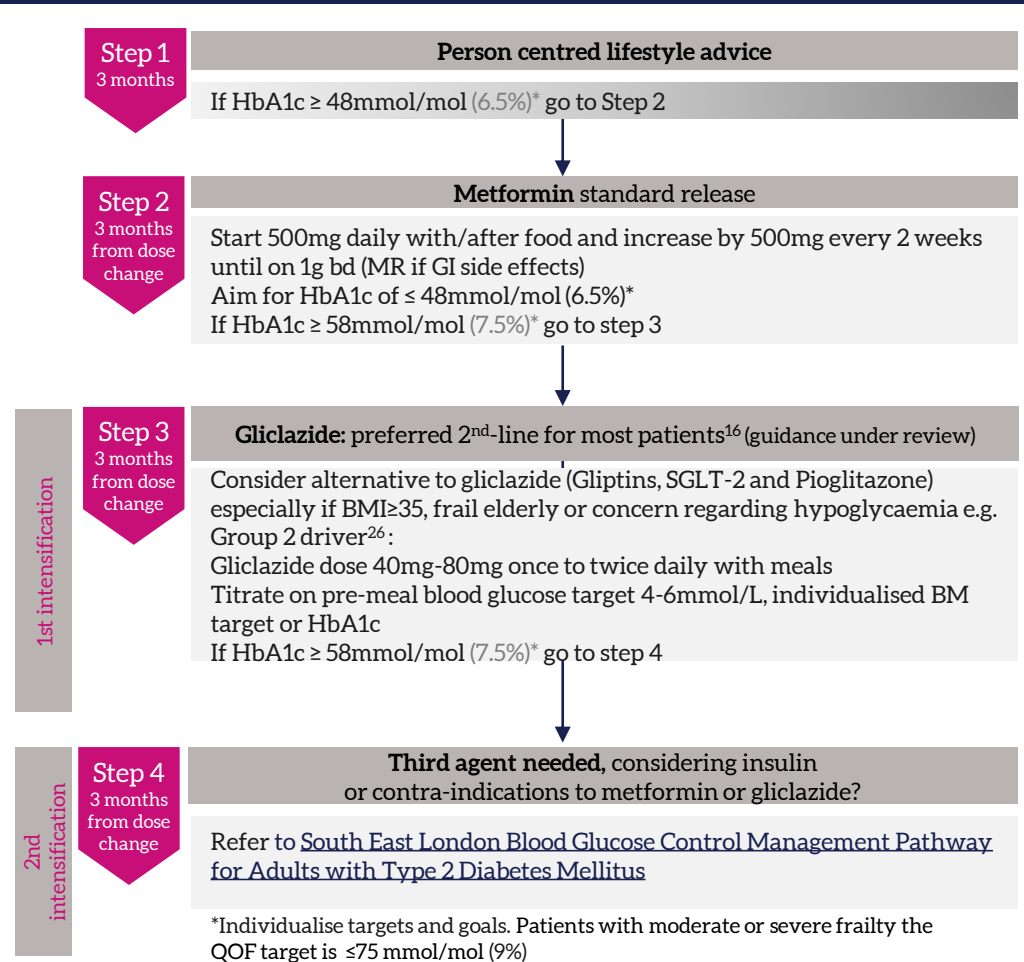 Step 1
3 months
Person centred lifestyle advice
If HbA1c ≥ 48mmol/mol (6.5%)* go to Step 2
Step 2
3 months
from dose
change
Metformin standard release
Start 500mg daily with/after food and increase by 500mg every 2 weeks
until on 1g bd (MR if GI side effects)
Aim for HbA1c of ≤ 48mmol/mol (6.5%)*
If HbA1c ≥ 58mmol/mol (7.5%)* go to step 3
1st intensification
Step 3
3 months
from dose
change
Gliclazide: preferred 2nd-line for most patients16 (guidance under review)
Consider alternative to gliclazide (Gliptins, SGLT-2 and Pioglitazone)
especially if BMI≥35, frail elderly or concern regarding hypoglycaemia e.g.
Group 2 driver26:
Gliclazide dose 40mg-80mg once to twice daily with meals
Titrate on pre-meal blood glucose target 4-6mmol/L, individualised BM
target or HbA1c
If HbA1c ≥ 58mmol/mol (7.5%)* go to step 4
2nd
intensification
Step 4
3 months
from dose
change
Third agent needed, considering insulin
or contra-indications to metformin or gliclazide?
Refer to South East London Blood Glucose Control Management Pathway
for Adults with Type 2 Diabetes Mellitus
*Individualise targets and goals. Patients with moderate or severe frailty the
QOF target is ≤75 mmol/mol (9%)